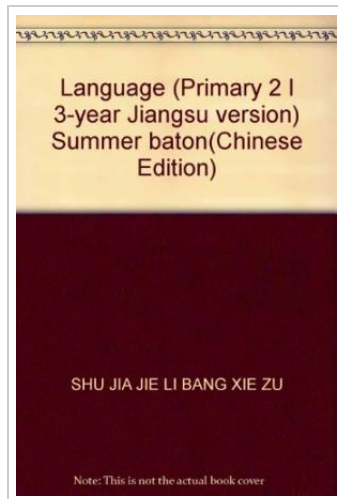 Language (Primary 2 l
3-year Jiangsu version)
Summer baton(Chinese
Edition)
SHU JIA JIE LI BANG XIE ZU
Note: This is not the actual book cover